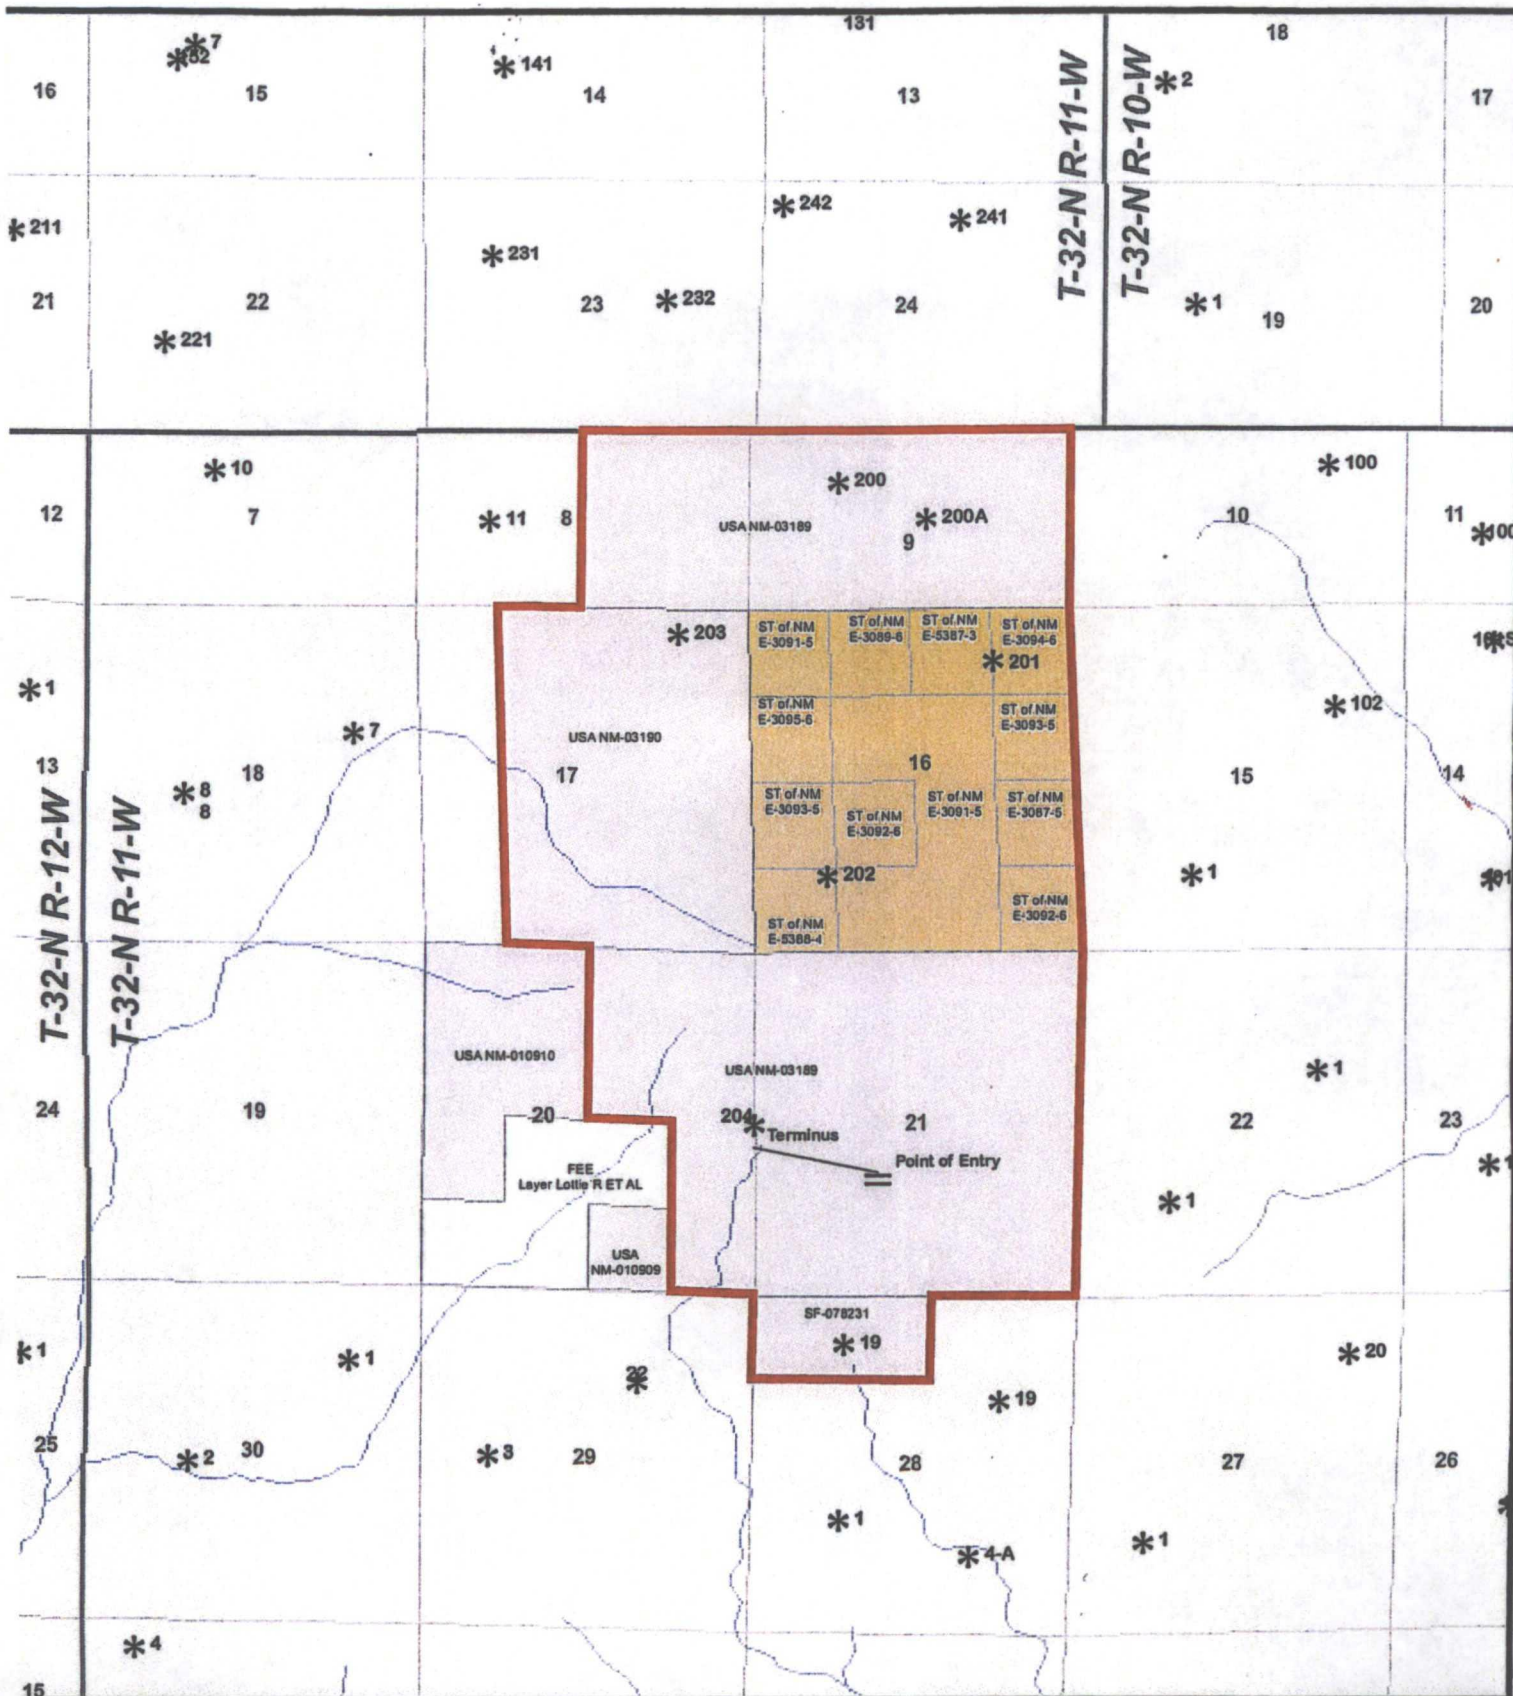 131
18
7
152
141
2
16
15
14
13
17
T-32-N R-11-W
T-32-N R-10-W
211
242
241
231
232
1
21
22
23
24
19
20
221
10
200
100
12
7
11
8
USA NM-03189
200A
9
10
11
100
203
ST of NM
E-3091-5
ST of NM
E-3089-6
ST of NM
E-5387-3
ST of NM
E-3094-6
201
1
ST of NM
E-3095-6
ST of NM
E-3093-5
102
7
USA NM-03190
13
18
17
16
15
14
8
8
ST of NM
E-3093-5
ST of NM
E-3092-6
ST of NM
E-3091-5
ST of NM
E-3087-5
T-32-N R-12-W
T-32-N R-11-W
202
1
ST of NM
E-5388-4
ST of NM
E-3092-6
USA NM-010910
USA NM-03189
1
24
19
20
204
21
22
23
Terminus
Point of Entry
1
FEE
Layer Lottie R ET AL
1
USA
NM-010909
SF-078231
19
1
1
22
20
19
25
2
30
3
29
28
27
26
1
4-A
1
4
15